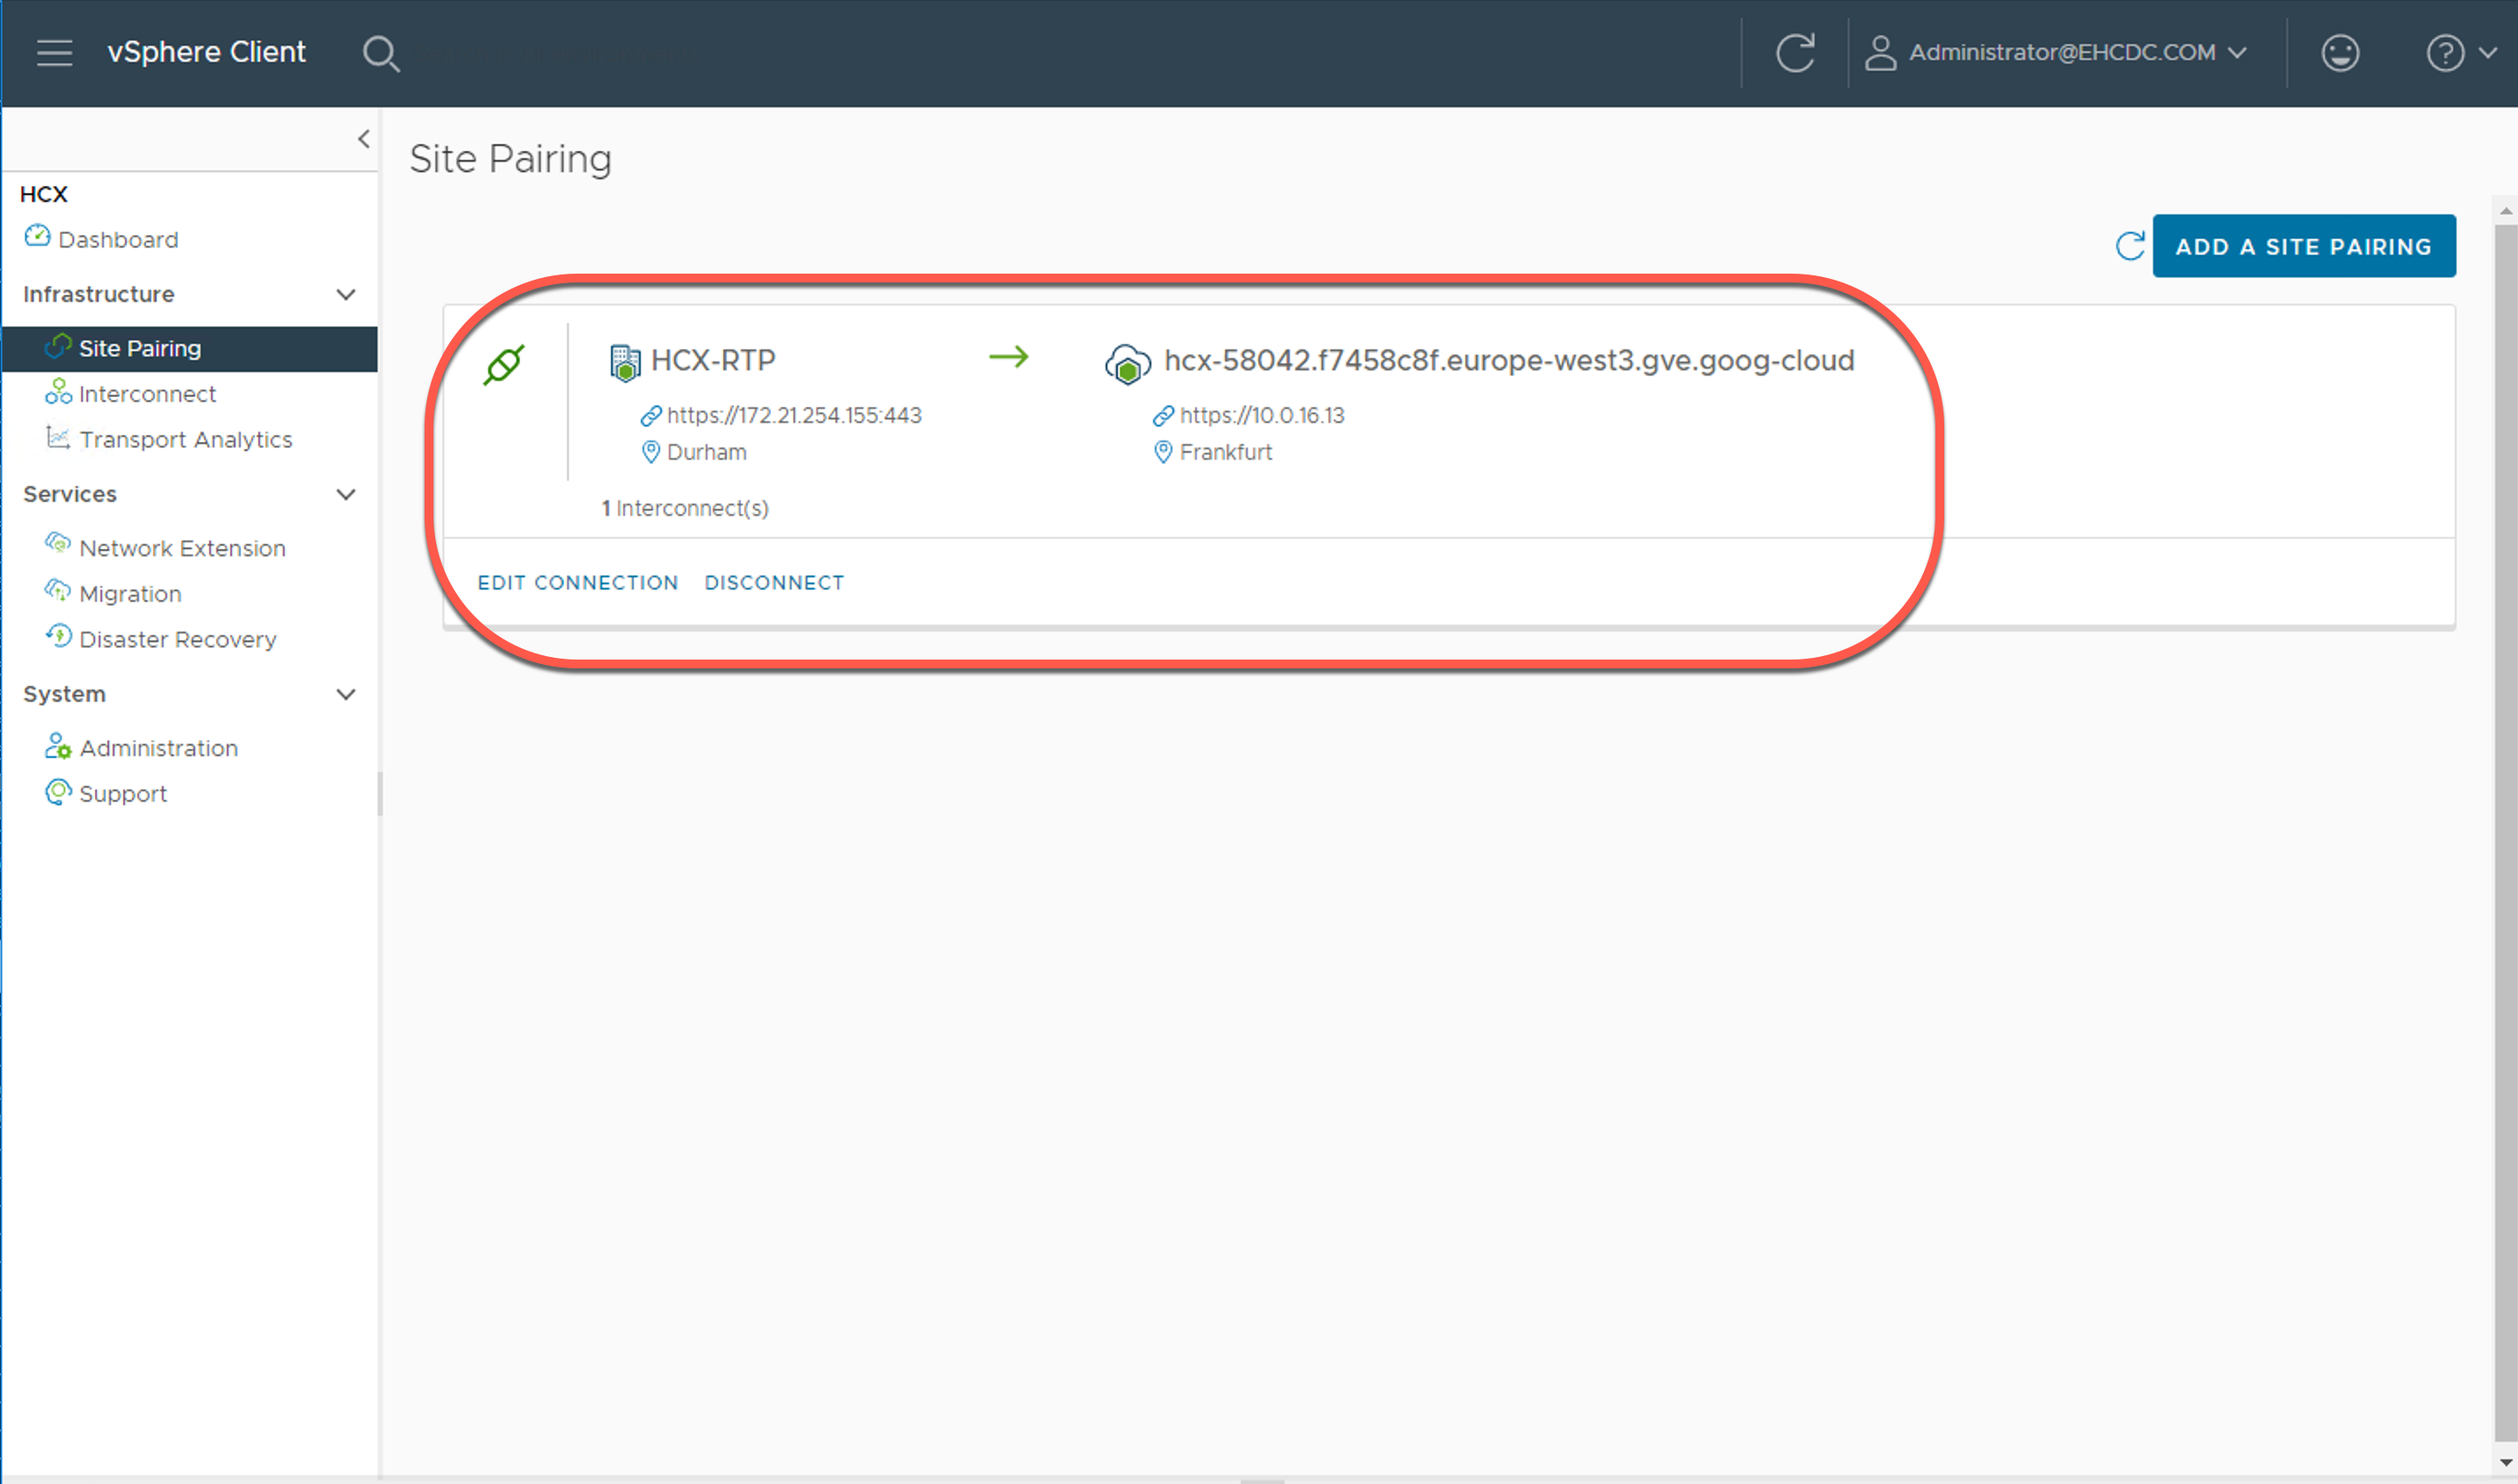 vSphere Client
Administrator@EHCDC.COM
HCX
Dashboard
Infrastructure
Site Pairing
Interconnect
Transport Analytics
Services
Network Extension
Migration
Disaster Recovery
System
Administration
Support
Site Pairing
ADD A SITE PAIRING
HCX-RTP
https://172.21.254.155:443
Durham
hcx-58042.f7458c8f.europe-west3.gve.goog-cloud
https://10.0.16.13
Frankfurt
1 Interconnect(s)
EDIT CONNECTION DISCONNECT